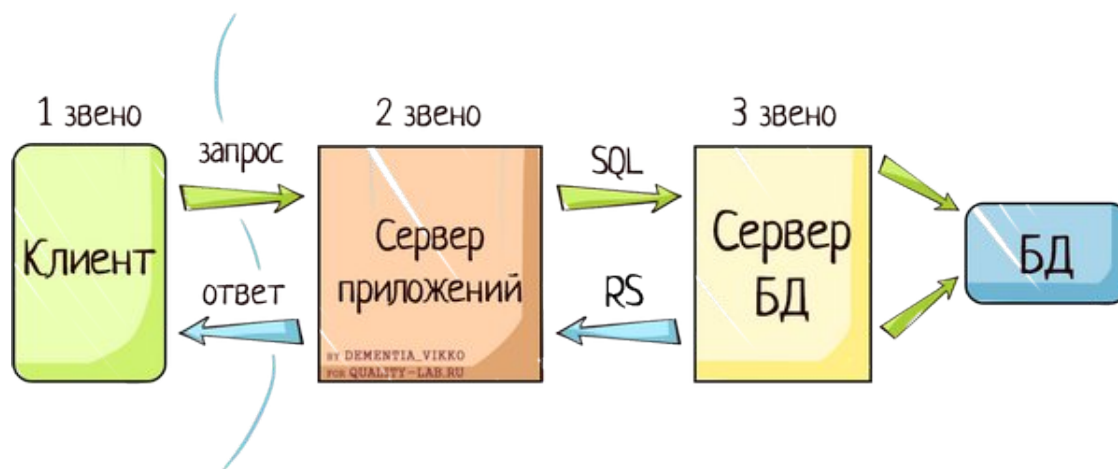 1 звено
2 звено
3 звено
запрос
SQL
Клиент
Сервер
приложений
Сервер
БД
БД
ответ
RS
BY DEMENTIA_VIKKO
FOR QUALITY-LAB.RU